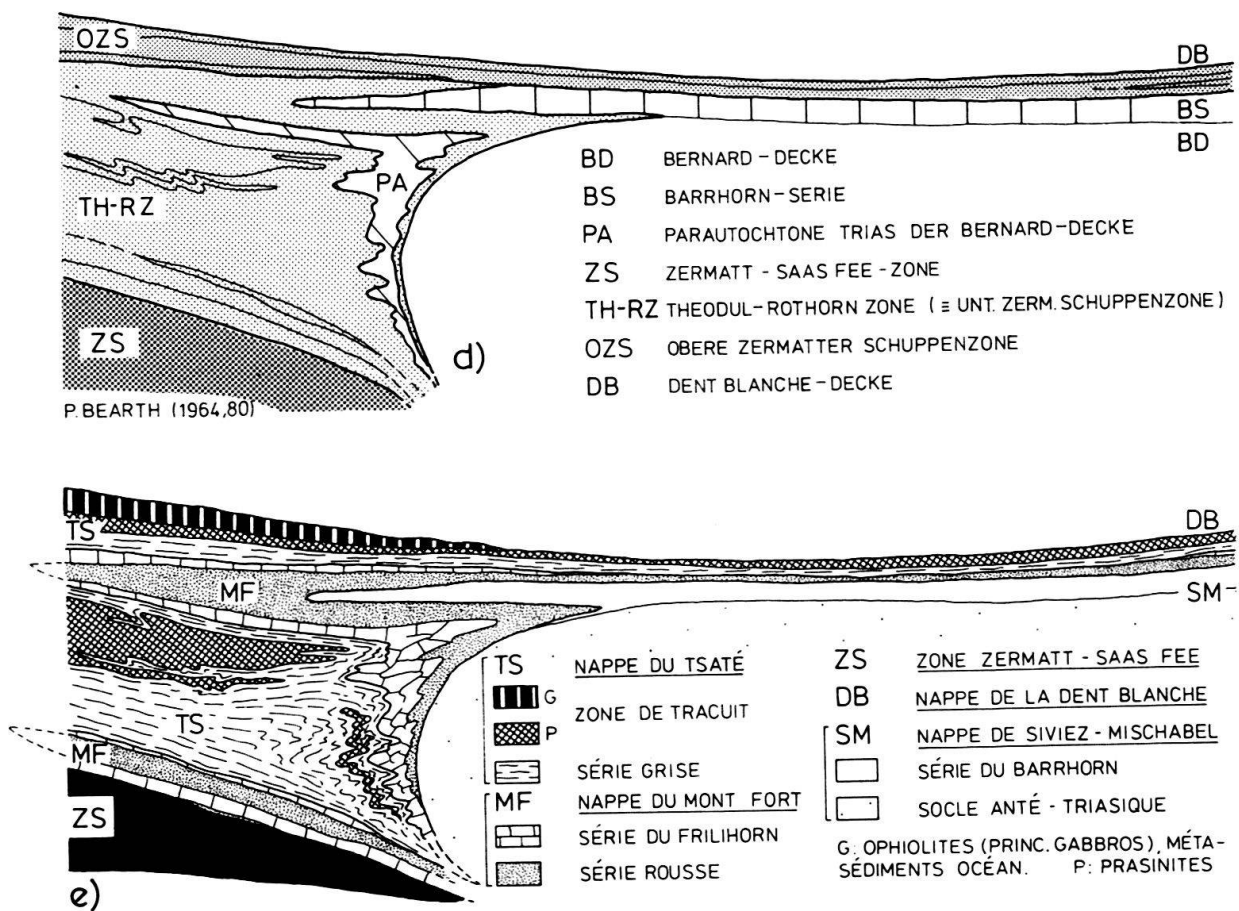 OZS
DB
BS
BD
PA
TH-RZ
ZS
d)
P. BEARTH (1964,80)
BD BERNARD - DECKE
BS BARRHORN - SERIE
PA PARAUTOCHTONE TRIAS DER BERNARD-DECKE
ZS ZERMATT - SAAS FEE - ZONE
TH-RZ THEODUL-ROTHORN ZONE (≡ UNT. ZERM. SCHUPPENZONE)
OZS OBERE ZERMATTER SCHUPPENZONE
DB DENT BLANCHE - DECKE
TS
DB
MF
SM
TS
MF
ZS
e)
TS NAPPE DU TSATÉ
G
ZONE DE TRACUIT
P
SÉRIE GRISE
MF NAPPE DU MONT FORT
SÉRIE DU FRILIHORN
SÉRIE ROUSSE
ZS ZONE ZERMATT - SAAS FEE
DB NAPPE DE LA DENT BLANCHE
SM NAPPE DE SIVIEZ - MISCHABEL
SÉRIE DU BARRHORN
SOCLE ANTÉ - TRIASIQUE
G: OPHIOLITES (PRINC. GABBROS), MÉTA-
SÉDIMENTS OCÉAN. P: PRASINITES